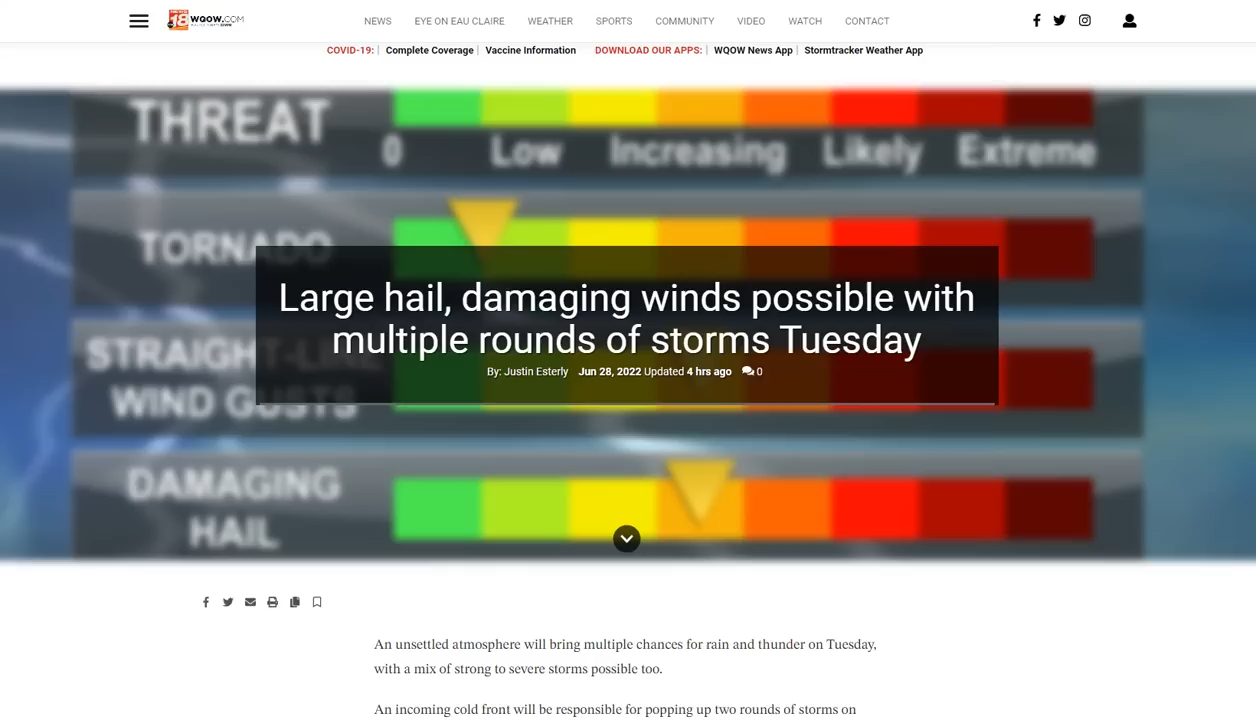 18 WQOW.COM
NEWS EYE ON EAU CLAIRE WEATHER SPORTS COMMUNITY VIDEO WATCH CONTACT
COVID-19: | Complete Coverage | Vaccine Information DOWNLOAD OUR APPS: | WQOW News App | Stormtracker Weather App
THREAT
0 Low Increasing Likely Extreme
TORNADO
Large hail, damaging winds possible with
multiple rounds of storms Tuesday
By: Justin Esterly Jun 28, 2022 Updated 4 hrs ago 0
STRAIGHT-LINE
WIND GUSTS
DAMAGING
HAIL
An unsettled atmosphere will bring multiple chances for rain and thunder on Tuesday,
with a mix of strong to severe storms possible too.
An incoming cold front will be responsible for popping up two rounds of storms on